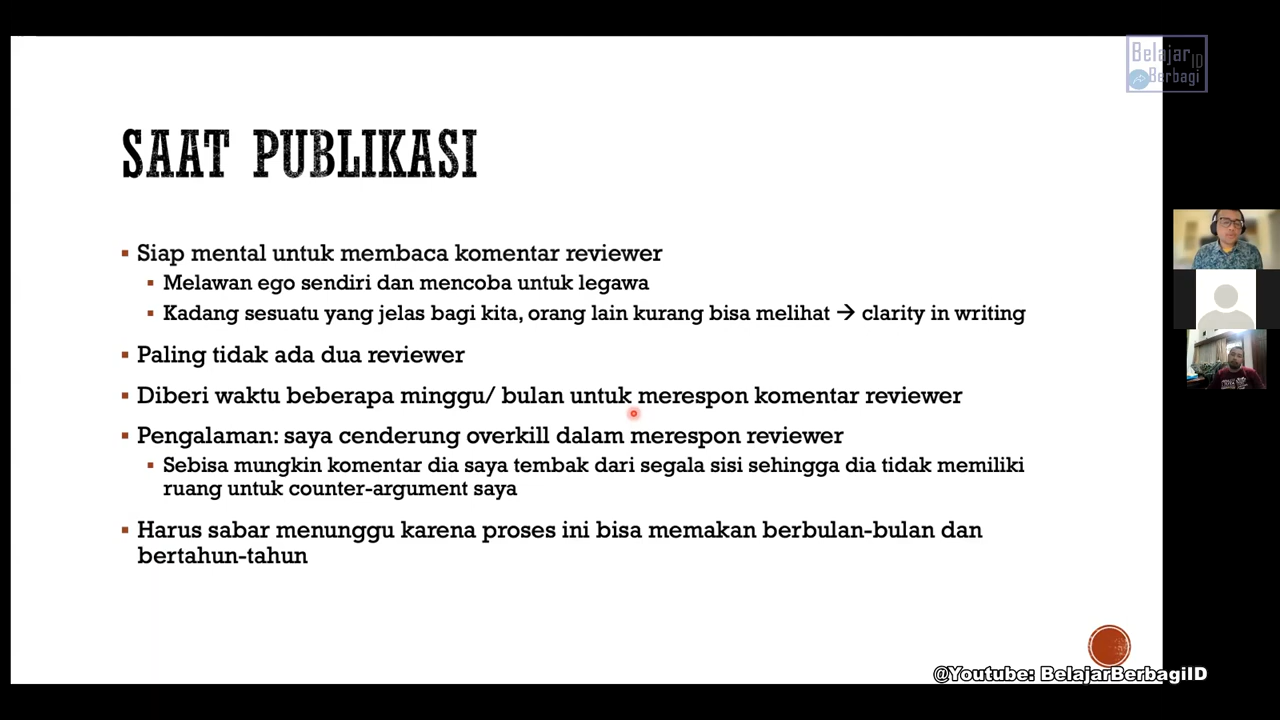 Belajar ID
Berbagi
SAAT PUBLIKASI
Siap mental untuk membaca komentar reviewer
Melawan ego sendiri dan mencoba untuk legawa
Kadang sesuatu yang jelas bagi kita, orang lain kurang bisa melihat → clarity in writing
Paling tidak ada dua reviewer
Diberi waktu beberapa minggu/ bulan untuk merespon komentar reviewer
Pengalaman: saya cenderung overkill dalam merespon reviewer
Sebisa mungkin komentar dia saya tembak dari segala sisi sehingga dia tidak memiliki
ruang untuk counter-argument saya
Harus sabar menunggu karena proses ini bisa memakan berbulan-bulan dan
bertahun-tahun
@Youtube: BelajarBerbagiID